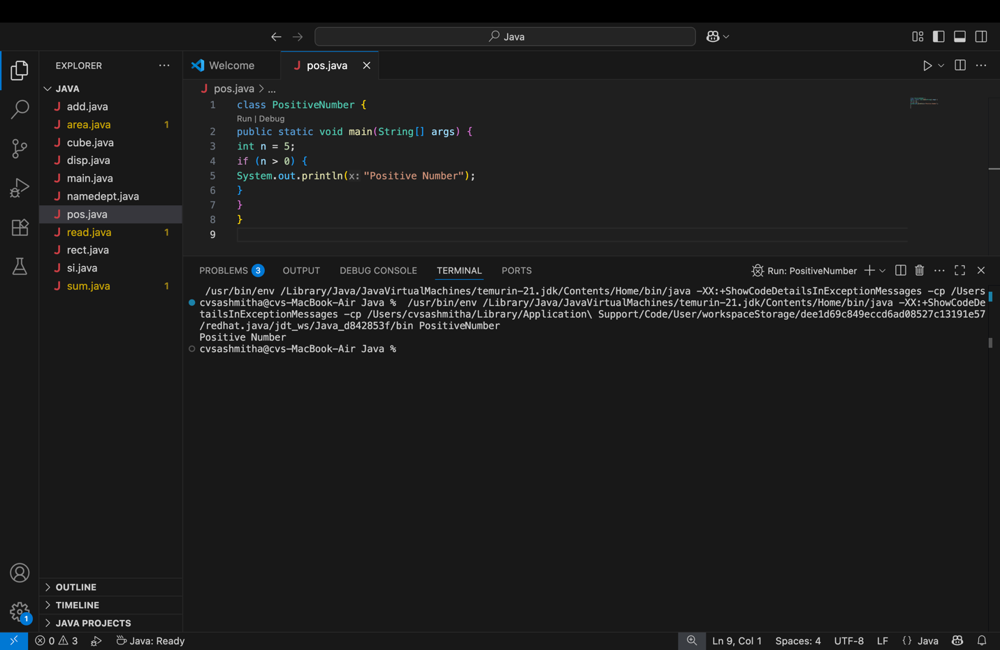 Java
EXPLORER
JAVA
add.java
area.java 1
cube.java
disp.java
main.java
namedept.java
pos.java
read.java 1
rect.java
si.java
sum.java 1
OUTLINE
TIMELINE
JAVA PROJECTS
1
Welcome
pos.java
pos.java > ...
1 class PositiveNumber {
Run | Debug
2 public static void main(String[] args) {
3 int n = 5;
4 if (n > 0) {
5 System.out.println(x: "Positive Number");
6 }
7 }
8 }
9
PROBLEMS 3 OUTPUT DEBUG CONSOLE TERMINAL PORTS Run: PositiveNumber
/usr/bin/env /Library/Java/JavaVirtualMachines/temurin-21.jdk/Contents/Home/bin/java -XX:+ShowCodeDetailsInExceptionMessages -cp /Users
cvsashmitha@cvs-MacBook-Air Java %  /usr/bin/env /Library/Java/JavaVirtualMachines/temurin-21.jdk/Contents/Home/bin/java -XX:+ShowCodeDe
tailsInExceptionMessages -cp /Users/cvsashmitha/Library/Application\ Support/Code/User/workspaceStorage/dee1d69c849eccd6ad08527c13191e57
/redhat.java/jdt_ws/Java_d842853f/bin PositiveNumber
Positive Number
cvsashmitha@cvs-MacBook-Air Java %
0 3 Java: Ready Ln 9, Col 1 Spaces: 4 UTF-8 LF {} Java